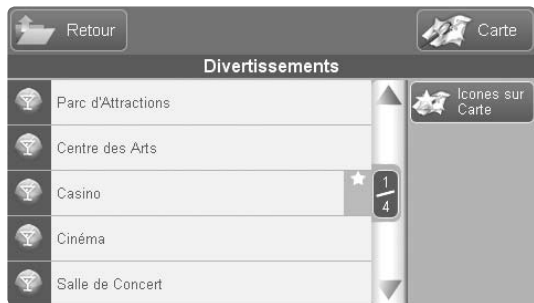 Retour
Carte
Divertissements
Parc d'Attractions
Icones sur
Carte
Centre des Arts
Casino
1
4
Cinéma
Salle de Concert